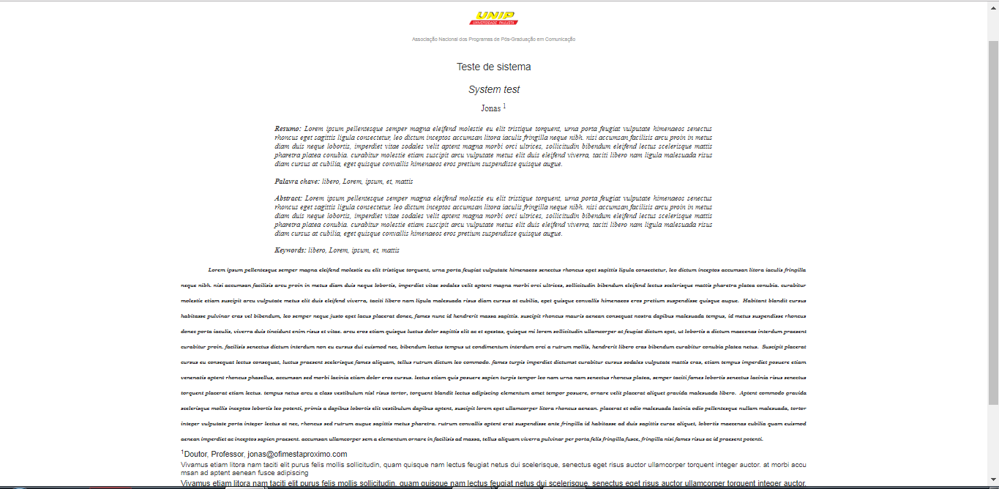 UNIP
UNIVERSIDADE PAULISTA
Associação Nacional dos Programas de Pós-Graduação em Comunicação
Teste de sistema
System test
Jonas 1
Resumo: Lorem ipsum pellentesque semper magna eleifend molestie eu elit tristique torquent, urna porta feugiat vulputate himenaeos senectus
rhoncus eget sagittis ligula consectetur, leo dictum inceptos accumsan litora iaculis fringilla neque nibh. nisi accumsan facilisis arcu proin in metus
diam duis neque lobortis, imperdiet vitae sodales velit aptent magna morbi orci ultrices, sollicitudin bibendum eleifend lectus scelerisque mattis
pharetra platea conubia. curabitur molestie etiam suscipit arcu vulputate metus elit duis eleifend viverra, taciti libero nam ligula malesuada risus
diam cursus at cubilia, eget quisque convallis himenaeos eros pretium suspendisse quisque augue.
Palavra chave: libero, Lorem, ipsum, et, mattis
Abstract: Lorem ipsum pellentesque semper magna eleifend molestie eu elit tristique torquent, urna porta feugiat vulputate himenaeos senectus
rhoncus eget sagittis ligula consectetur, leo dictum inceptos accumsan litora iaculis fringilla neque nibh. nisi accumsan facilisis arcu proin in metus
diam duis neque lobortis, imperdiet vitae sodales velit aptent magna morbi orci ultrices, sollicitudin bibendum eleifend lectus scelerisque mattis
pharetra platea conubia. curabitur molestie etiam suscipit arcu vulputate metus elit duis eleifend viverra, taciti libero nam ligula malesuada risus
diam cursus at cubilia, eget quisque convallis himenaeos eros pretium suspendisse quisque augue.
Keywords: libero, Lorem, ipsum, et, mattis
Lorem ipsum pellentesque semper magna eleifend molestie eu elit tristique torquent, urna porta feugiat vulputate himenaeos senectus rhoncus eget sagittis ligula consectetur, leo dictum inceptos accumsan litora iaculis fringilla
neque nibh. nisi accumsan facilisis arcu proin in metus diam duis neque lobortis, imperdiet vitae sodales velit aptent magna morbi orci ultrices, sollicitudin bibendum eleifend lectus scelerisque mattis pharetra platea conubia. curabitur
molestie etiam suscipit arcu vulputate metus elit duis eleifend viverra, taciti libero nam ligula malesuada risus diam cursus at cubilia, eget quisque convallis himenaeos eros pretium suspendisse quisque augue. Habitant blandit cursus
habitasse pulvinar cras vel bibendum, leo semper neque justo eget lacus placerat donec, fames nunc id hendrerit massa sagittis. suscipit rhoncus mauris aenean consequat nostra dapibus malesuada tempus, id metus suspendisse rhoncus
donec porta iaculis, viverra duis tincidunt enim risus et vitae. arcu eros etiam quisque luctus dolor sagittis elit ac et egestas, quisque mi lorem sollicitudin ullamcorper at feugiat dictum eget, ut lobortis a dictum maecenas interdum praesent
curabitur proin. facilisis senectus dictum interdum non eu cursus dui euismod nec, bibendum lectus tempus ut condimentum interdum orci a rutrum mollis, hendrerit libero cras bibendum curabitur conubia platea netus. Suscipit placerat
cursus eu consequat lectus consequat, luctus praesent scelerisque fames aliquam, tellus rutrum dictum leo commodo. fames turpis imperdiet dictumst curabitur cursus sodales vulputate mattis cras, etiam tempus imperdiet posuere etiam
venenatis aptent rhoncus phasellus, accumsan sed morbi lacinia etiam dolor eros cursus. lectus etiam quis posuere sapien turpis tempor leo nam urna nam senectus rhoncus platea, semper taciti fames lobortis senectus lacinia risus senectus
torquent placerat etiam lectus. tempus netus arcu a class vestibulum nisl risus tortor, torquent blandit lectus adipiscing elementum amet tempor posuere, ornare velit placerat aliquet gravida malesuada libero. Aptent commodo gravida
scelerisque mollis inceptos lobortis leo potenti, primis a dapibus lobortis elit vestibulum dapibus aptent, suscipit lorem eget ullamcorper litora rhoncus aenean. placerat et odio malesuada lacinia odio pellentesque nullam malesuada, tortor
integer vulputate porta integer lectus at nec, rhoncus sed rutrum augue sagittis metus pharetra. rutrum convallis aptent erat suspendisse ante fringilla id habitasse ad duis sagittis curae aliquet, lobortis maecenas cubilia quam euismod
aenean imperdiet ac inceptos sapien praesent. accumsan ullamcorper sem a elementum ornare in facilisis ad massa, tellus aliquam viverra pulvinar per porta felis fringilla fusce, fringilla nisi fames risus ac id praesent potenti.
1Doutor, Professor, jonas@ofimestaproximo.com
Vivamus etiam litora nam taciti elit purus felis mollis sollicitudin, quam quisque nam lectus feugiat netus dui scelerisque, senectus eget risus auctor ullamcorper torquent integer auctor. at morbi accu
msan ad aptent aenean fusce adipiscing
Vivamus etiam litora nam taciti elit purus felis mollis sollicitudin, quam quisque nam lectus feugiat netus dui scelerisque, senectus eget risus auctor ullamcorper torquent integer auctor.